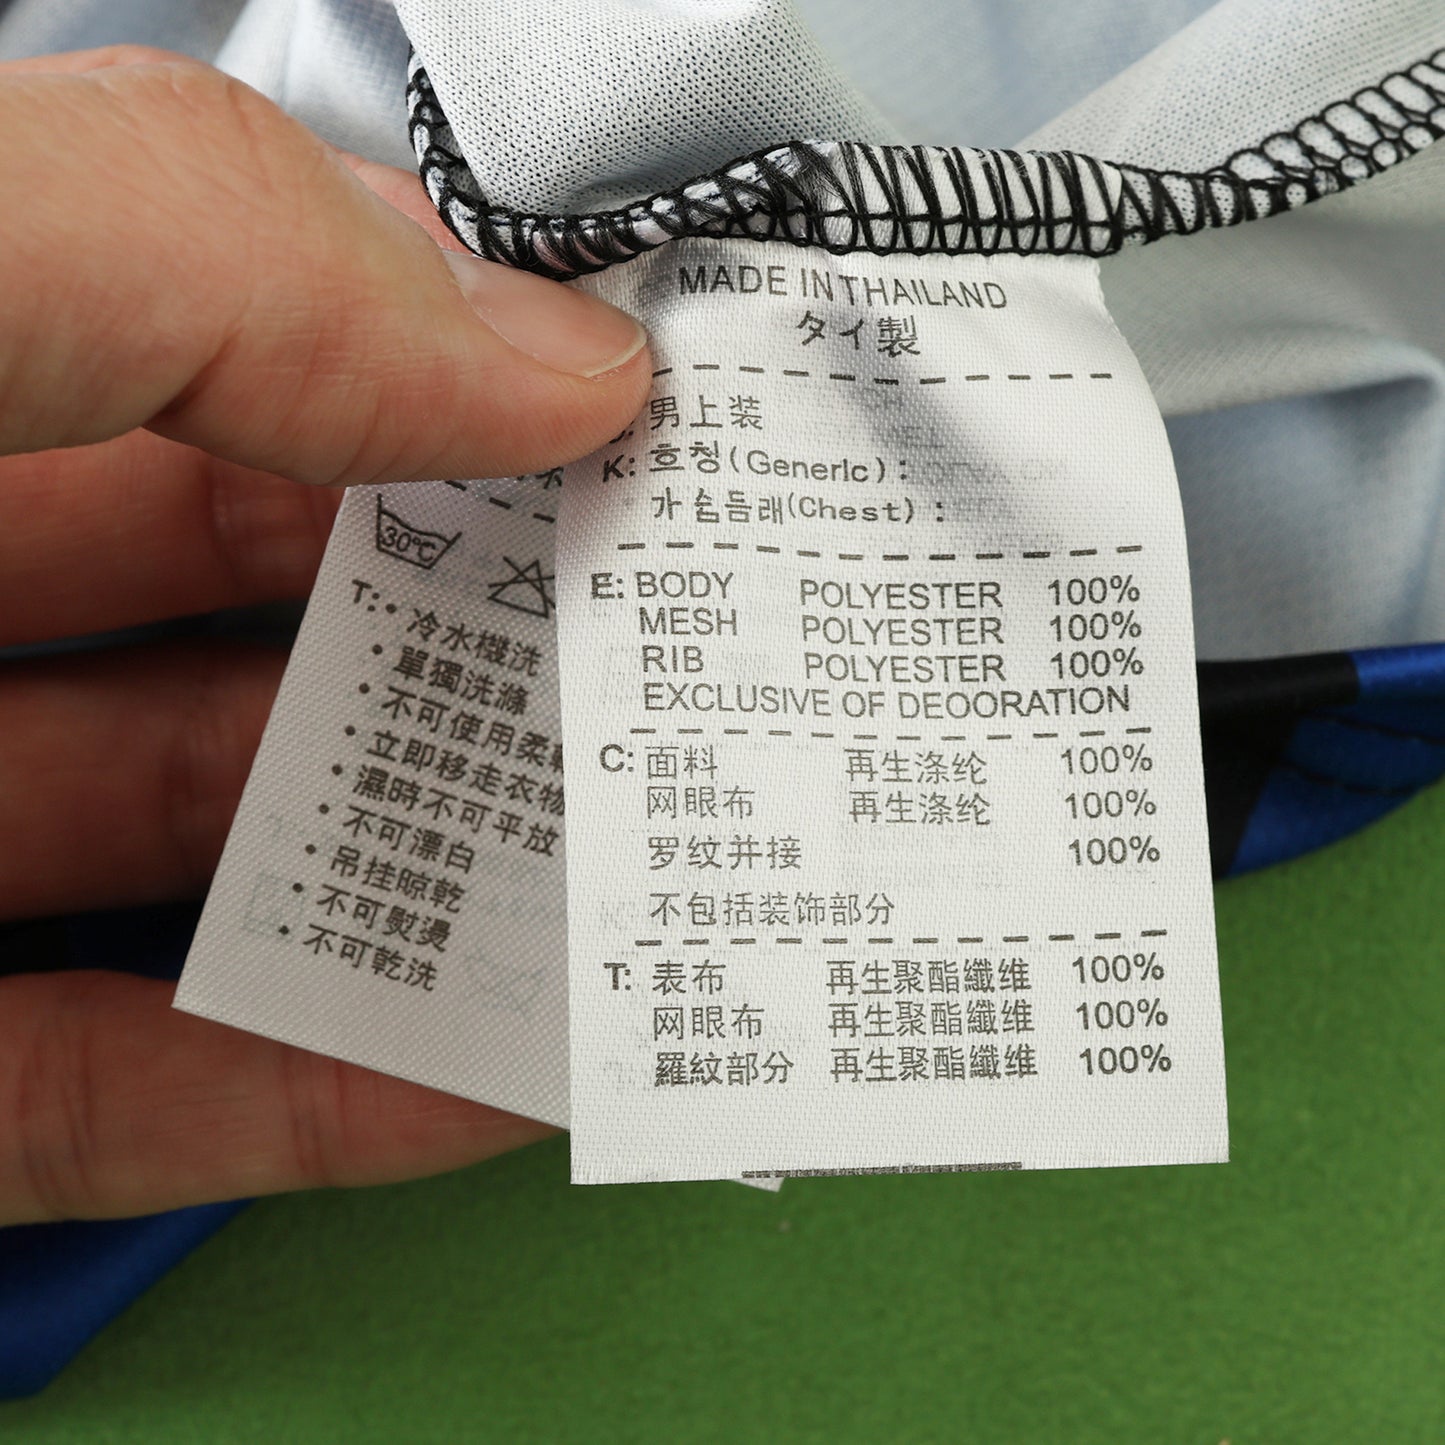 MADE IN THAILAND
タイ製
男上装
K: 호칭(Generic):
가슴듬래(Chest) :
E: BODY POLYESTER 100%
MESH POLYESTER 100%
RIB POLYESTER 100%
EXCLUSIVE OF DEOORATION
C: 面料 再生涤纶 100%
网眼布 再生涤纶 100%
罗纹并接 100%
不包括装饰部分
T: 表布 再生聚酯纖维 100%
网眼布 再生聚酯纖维 100%
羅紋部分 再生聚酯纖维 100%
30℃
T: • 冷水機洗
• 單獨洗滌
• 不可使用柔
• 立即移走衣物
• 濕時不可平放
• 不可漂白
• 吊挂晾乾
• 不可熨燙
• 不可乾洗